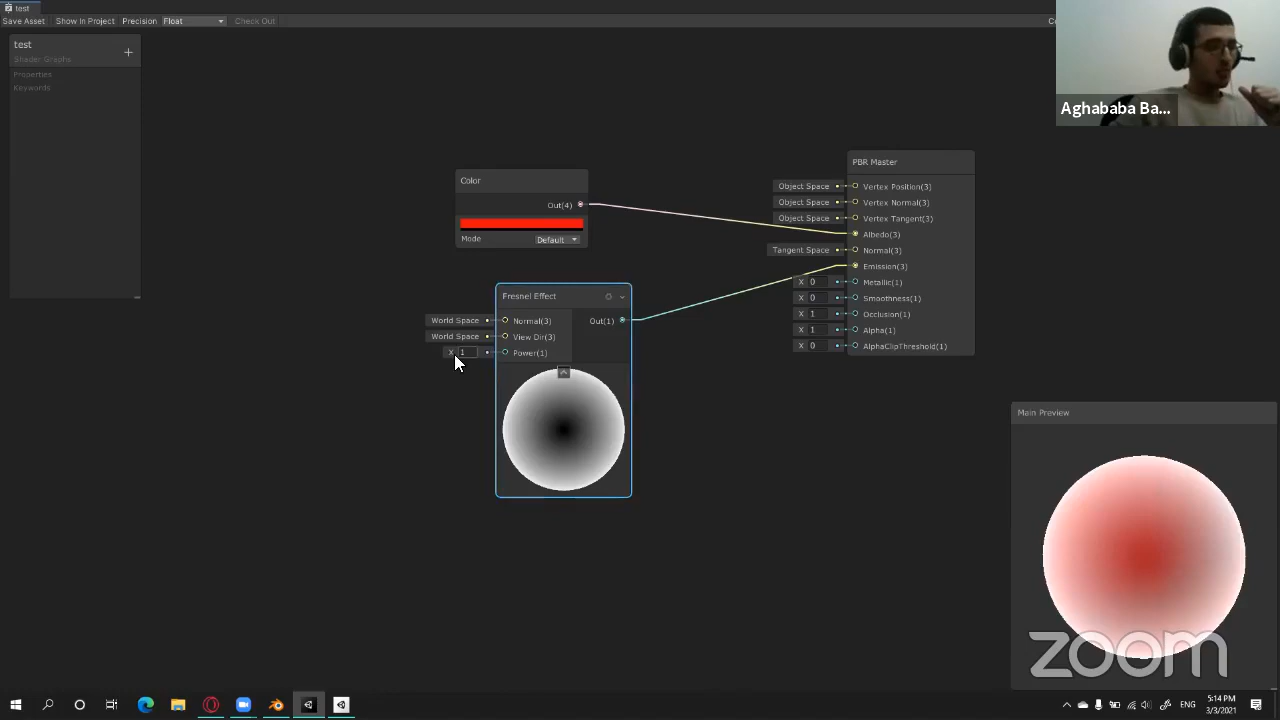 test
Save Asset Show In Project Precision Float Check Out
test
Shader Graphs
Properties
Keywords
Aghababa Ba...
Color
Out(4)
Mode Default
Fresnel Effect
World Space Normal(3) Out(1)
World Space View Dir(3)
X 1 Power(1)
PBR Master
Object Space Vertex Position(3)
Object Space Vertex Normal(3)
Object Space Vertex Tangent(3)
Albedo(3)
Tangent Space Normal(3)
Emission(3)
X 0 Metallic(1)
X 0 Smoothness(1)
X 1 Occlusion(1)
X 1 Alpha(1)
X 0 AlphaClipThreshold(1)
Main Preview
zoom
ENG
5:14 PM
3/3/2021